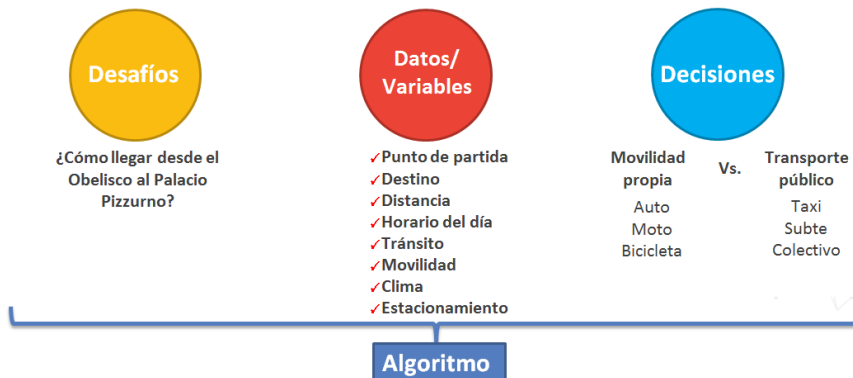 Desafíos
¿Cómo llegar desde el
Obelisco al Palacio
Pizzurno?
Datos/
Variables
Punto de partida
Destino
Distancia
Horario del día
Tránsito
Movilidad
Clima
Estacionamiento
Decisiones
Movilidad
propia
Auto
Moto
Bicicleta
Vs.
Transporte
público
Taxi
Subte
Colectivo
Algoritmo